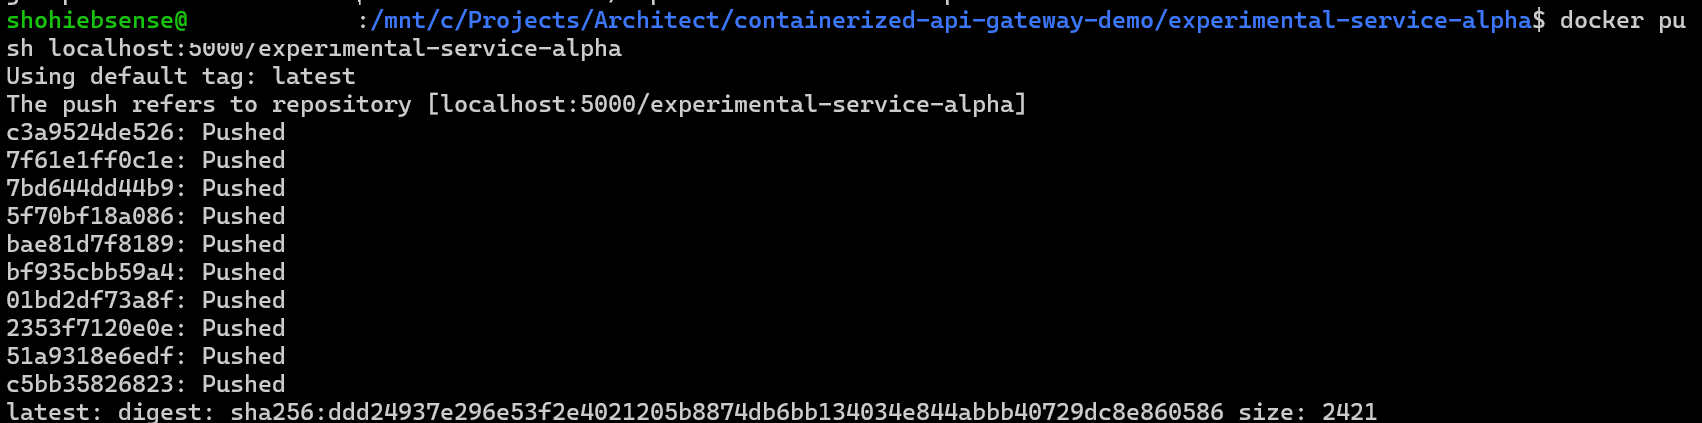 shohiebsense@ :/mnt/c/Projects/Architect/containerized-api-gateway-demo/experimental-service-alpha$ docker pu
sh localhost:5000/experimental-service-alpha
Using default tag: latest
The push refers to repository [localhost:5000/experimental-service-alpha]
c3a9524de526: Pushed
7f61e1ff0c1e: Pushed
7bd644dd44b9: Pushed
5f70bf18a086: Pushed
bae81d7f8189: Pushed
bf935cbb59a4: Pushed
01bd2df73a8f: Pushed
2353f7120e0e: Pushed
51a9318e6edf: Pushed
c5bb35826823: Pushed
latest: digest: sha256:ddd24937e296e53f2e4021205b8874db6bb134034e844abbb40729dc8e860586 size: 2421